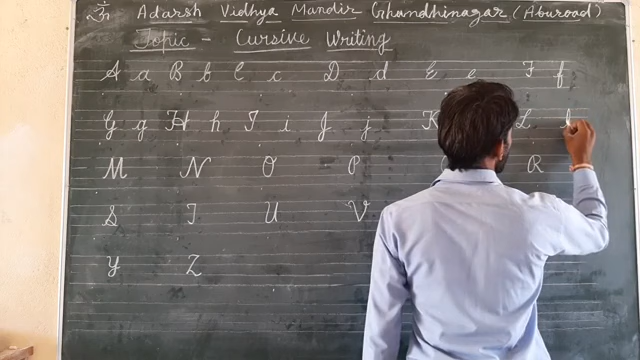 ॐ Adarsh Vidhya Mandir Ghandhinagar (Aburoad)
Topic - Cursive Writing
A a B b C c D d E e F f
G g H h I i J j K L
M N O P R
S T U V
Y Z